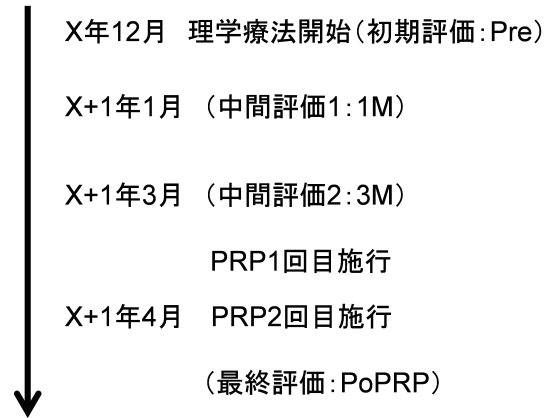 X年12月 理学療法開始(初期評価:Pre)
X+1年1月 (中間評価1:1M)
X+1年3月 (中間評価2:3M)
PRP1回目施行
X+1年4月 PRP2回目施行
(最終評価:PoPRP)